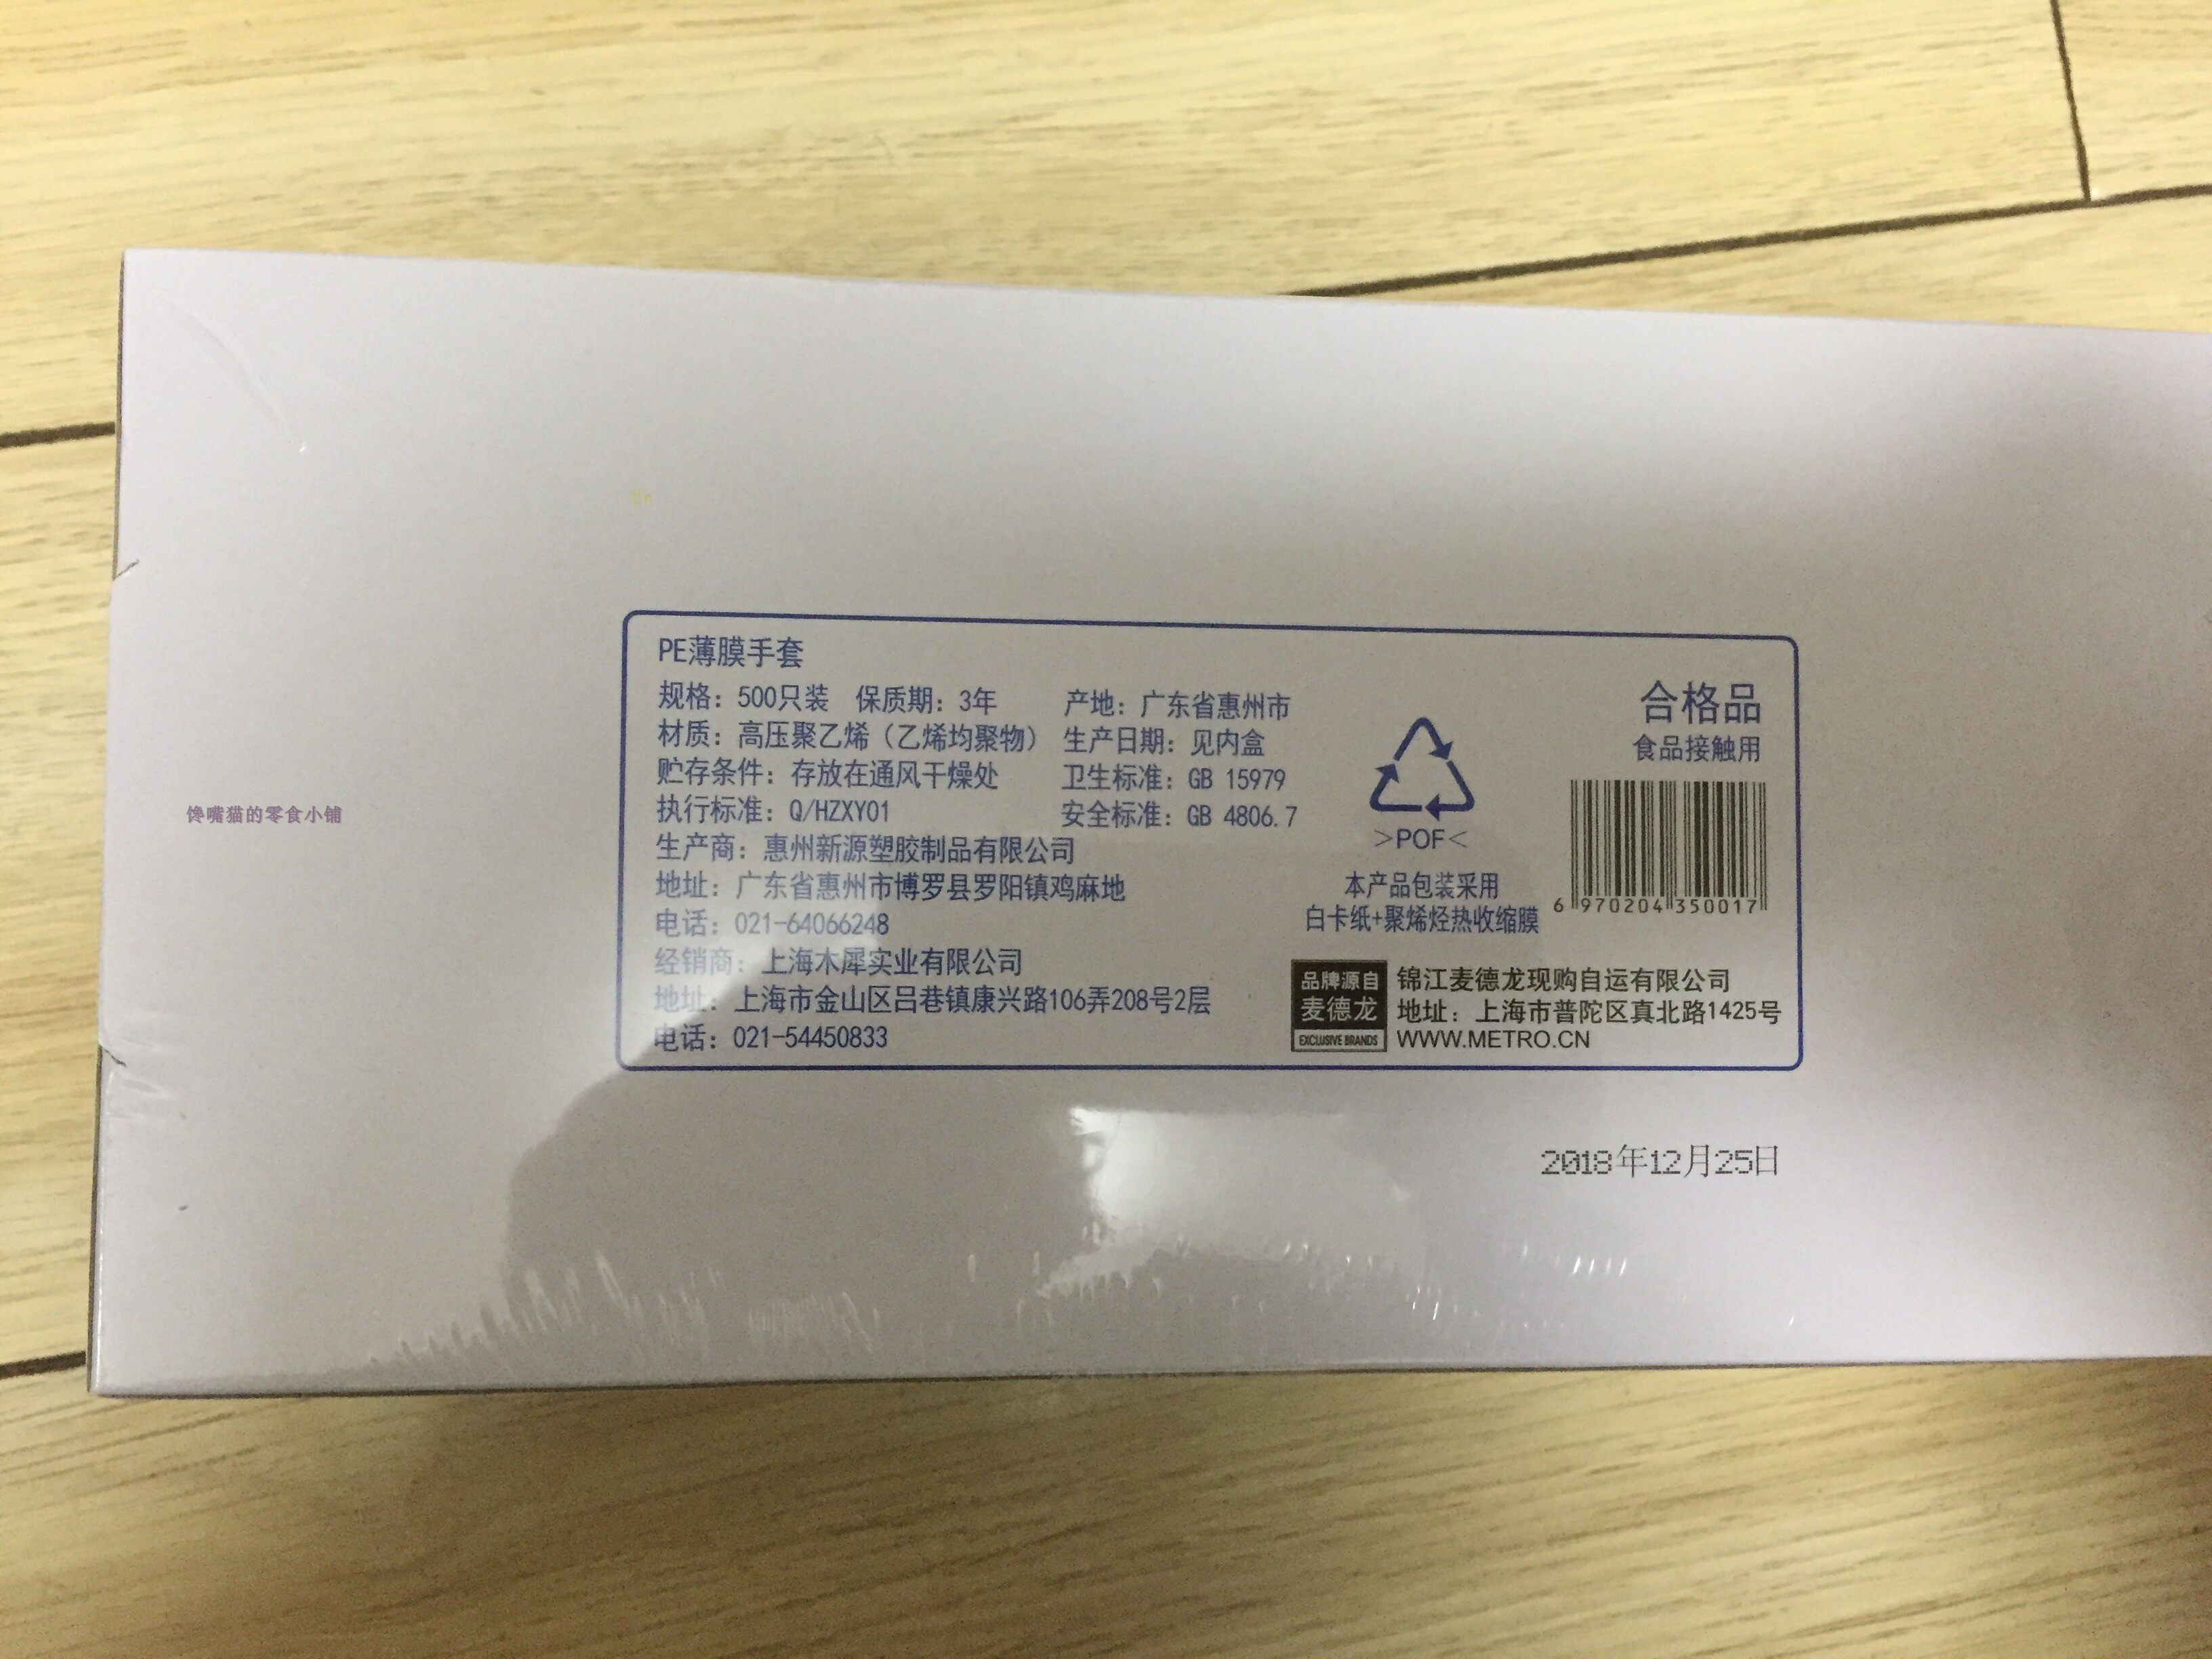 PE薄膜手套
规格：500只装 保质期：3年 产地：广东省惠州市
材质：高压聚乙烯（乙烯均聚物） 生产日期：见内盒
贮存条件：存放在通风干燥处 卫生标准：GB 15979
执行标准：Q/HZXY01 安全标准：GB 4806.7
生产商：惠州新源塑胶制品有限公司
地址：广东省惠州市博罗县罗阳镇鸡麻地
电话：021-64066248
经销商：上海木犀实业有限公司
地址：上海市金山区吕巷镇康兴路106弄208号2层
电话：021-54450833
>POF<
本产品包装采用
白卡纸+聚烯烃热收缩膜
合格品
食品接触用
6 970204 350017
品牌源自
麦德龙
EXCLUSIVE BRANDS
锦江麦德龙现购自运有限公司
地址：上海市普陀区真北路1425号
WWW.METRO.CN
2018年12月25日
馋嘴猫的零食小铺